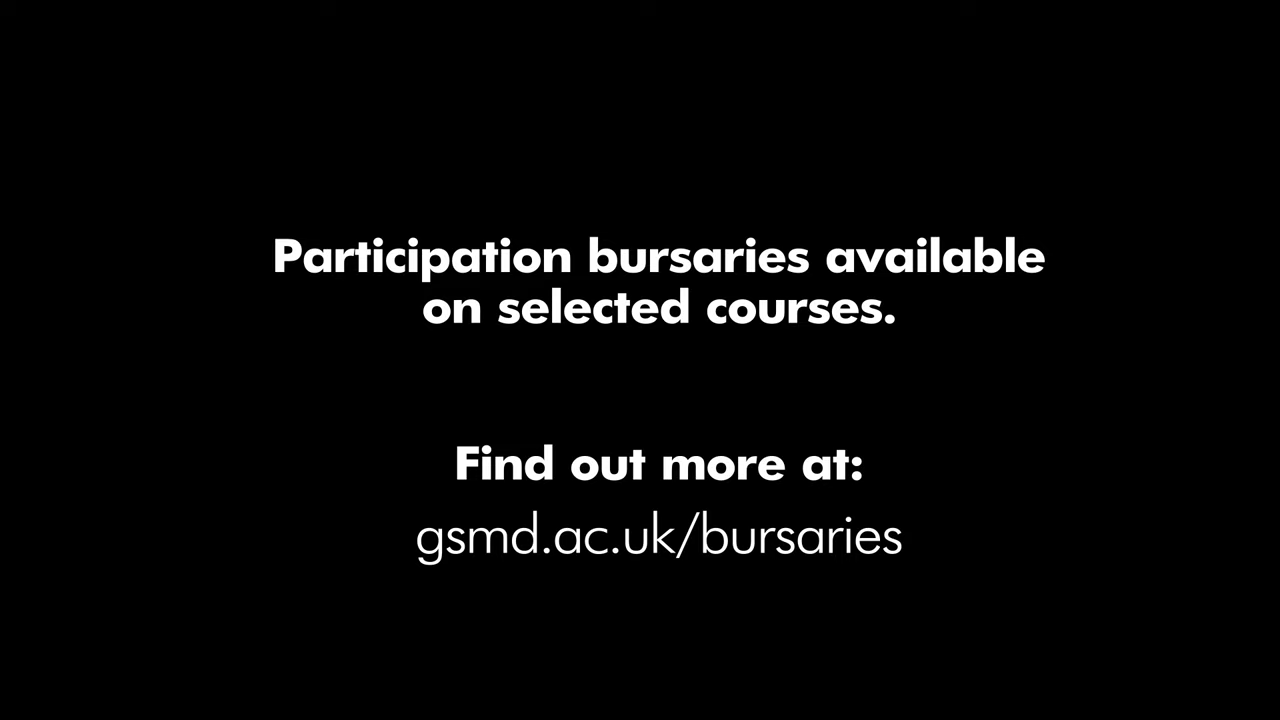 Participation bursaries available
on selected courses.
Find out more at:
gsmd.ac.uk/bursaries